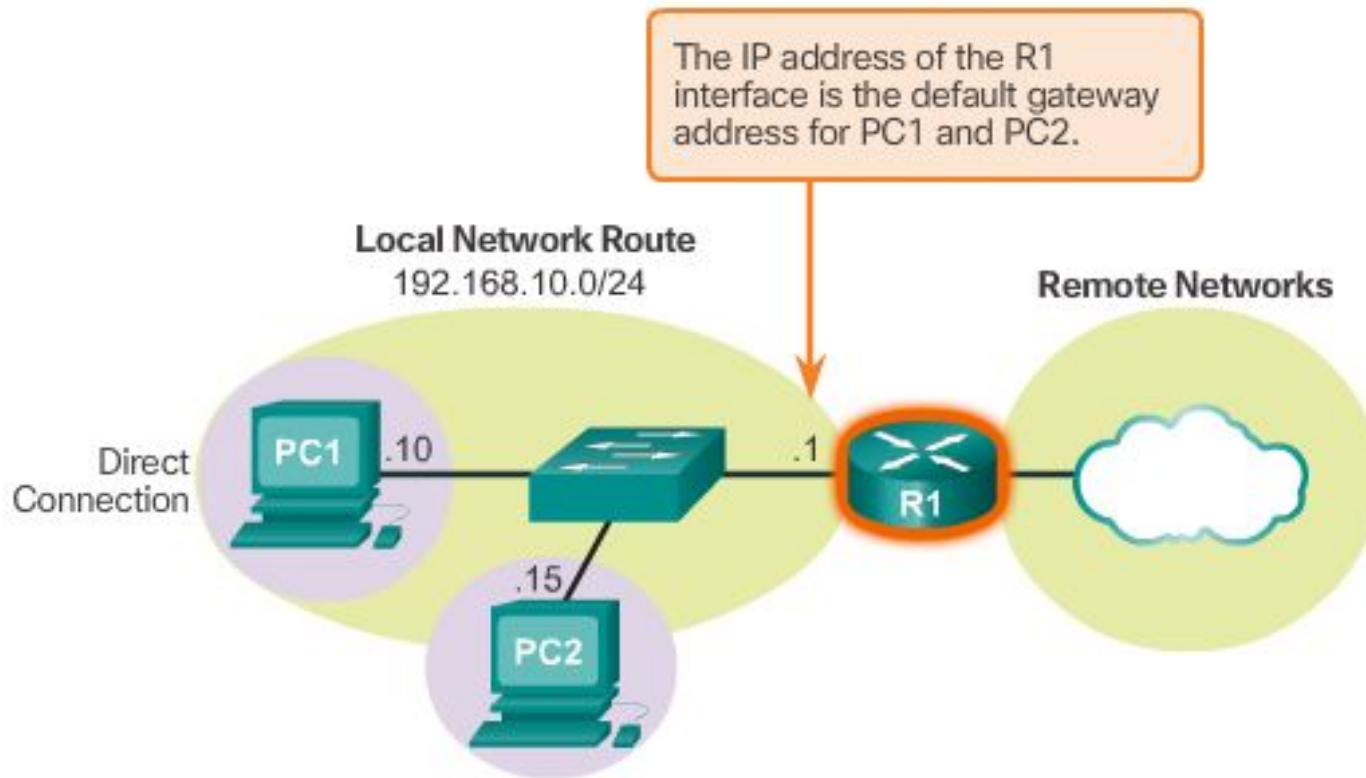 The IP address of the R1
interface is the default gateway
address for PC1 and PC2.
Local Network Route
192.168.10.0/24
Remote Networks
Direct
Connection
PC1
.10
.1
R1
.15
PC2